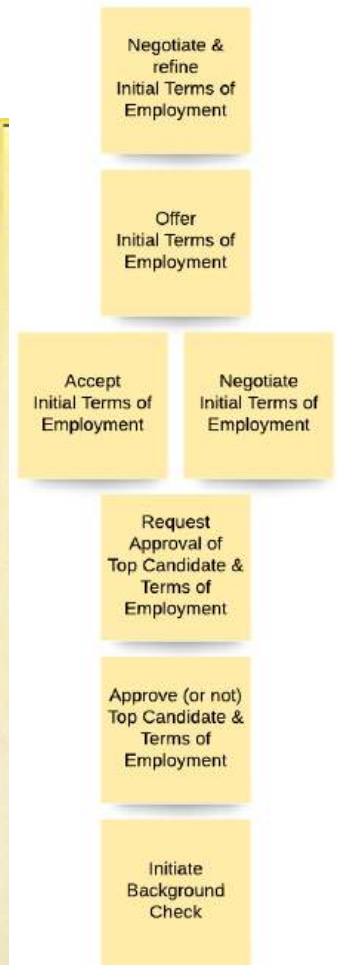 Negotiate &
refine
Initial Terms of
Employment
Offer
Initial Terms of
Employment
Accept
Initial Terms of
Employment
Negotiate
Initial Terms of
Employment
Request
Approval of
Top Candidate &
Terms of
Employment
Approve (or not)
Top Candidate &
Terms of
Employment
Initiate
Background
Check